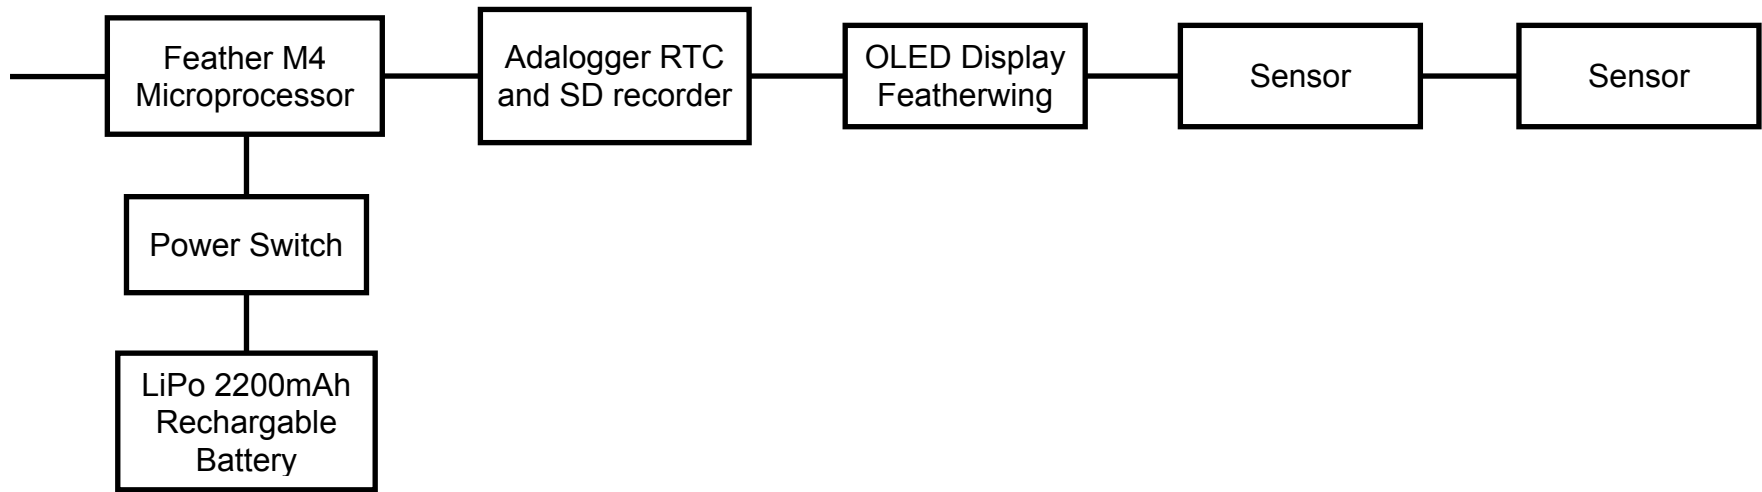 Feather M4
Microprocessor
Adalogger RTC
and SD recorder
OLED Display
Featherwing
Sensor
Sensor
Power Switch
LiPo 2200mAh
Rechargable
Battery